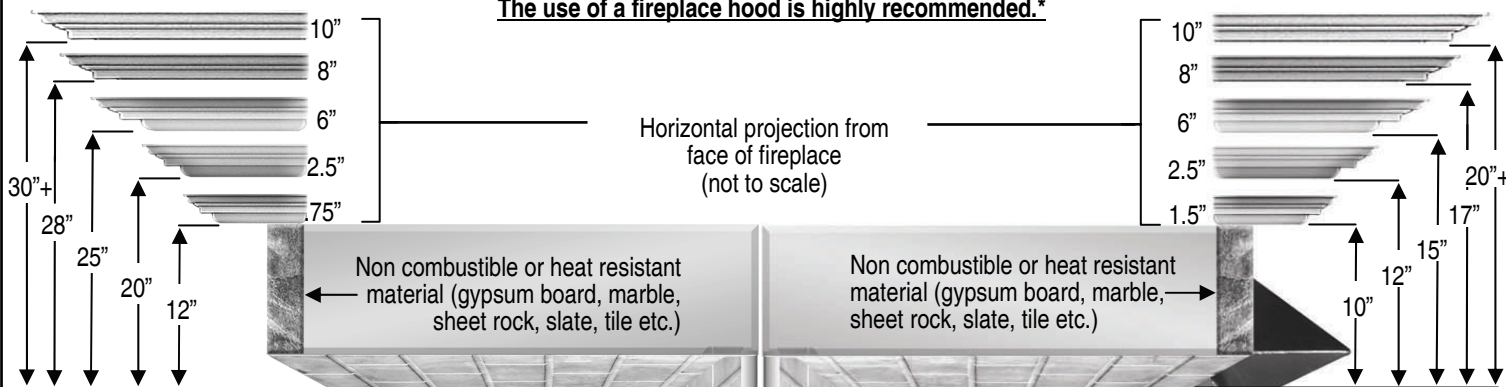 The use of a fireplace hood is highly recommended.*
10”
8”
6”
2.5”
.75”
30”+
28”
25”
20”
12”
Horizontal projection from
face of fireplace
(not to scale)
10”
8”
6”
2.5”
1.5”
20”+
17”
15”
12”
10”
Non combustible or heat resistant
material (gypsum board, marble,
sheet rock, slate, tile etc.)
Non combustible or heat resistant
material (gypsum board, marble,
sheet rock, slate, tile etc.)